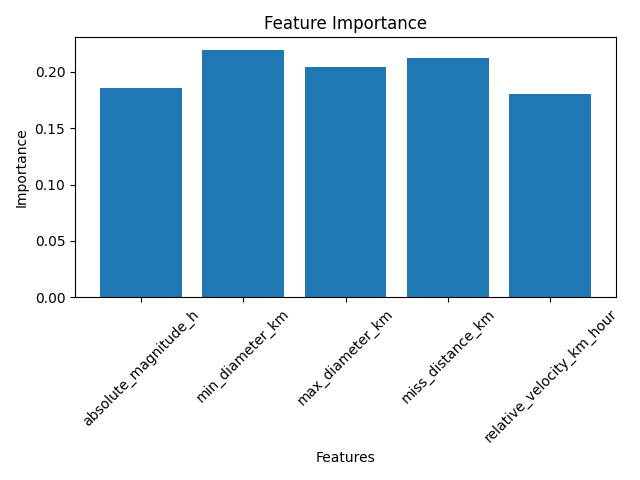 Feature Importance
Importance
0.20
0.15
0.10
0.05
0.00
absolute_magnitude_h
min_diameter_km
max_diameter_km
miss_distance_km
relative_velocity_km_hour
Features